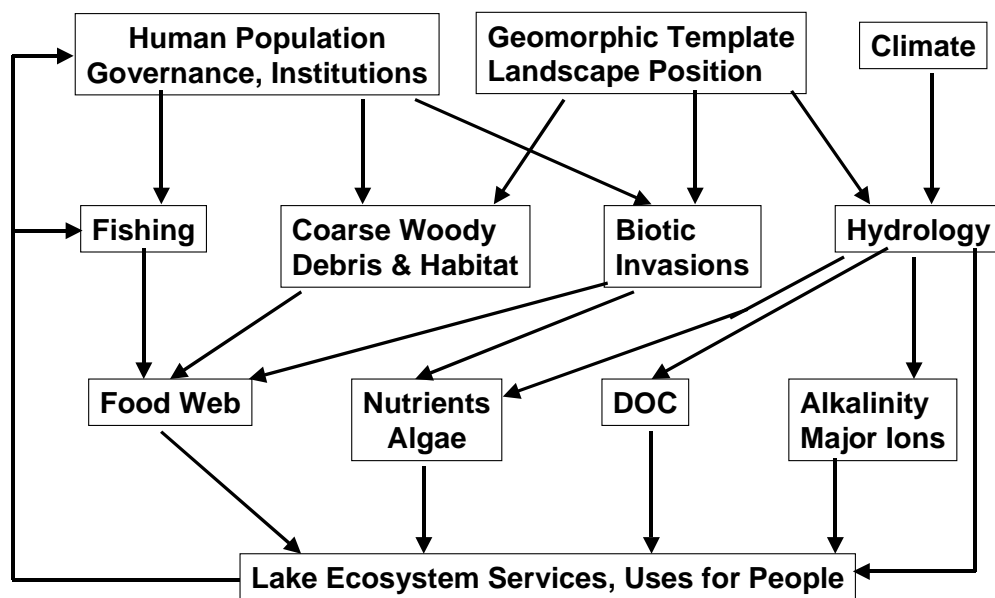 Human Population
Governance, Institutions
Geomorphic Template
Landscape Position
Climate
Fishing
Coarse Woody
Debris & Habitat
Biotic
Invasions
Hydrology
Food Web
Nutrients
Algae
DOC
Alkalinity
Major Ions
Lake Ecosystem Services, Uses for People